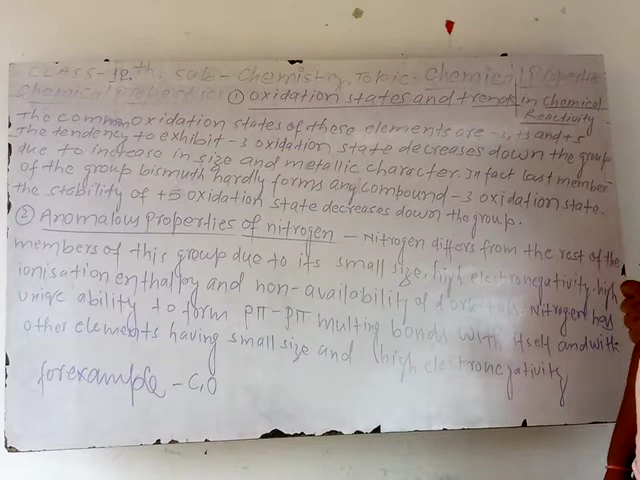 CLASS-12th. Sub- Chemistry. Topic. Chemical Properties
Chemical properties ① oxidation states and trends in chemical
Reactivity -
The common oxidation states of these elements are -3, +3 and +5
The tendency to exhibit -3 oxidation state decreases down the group
due to increase in size and metallic character. In fact last member
of the group bismuth hardly forms any compound -3 oxidation state.
the stability of +5 oxidation state decreases down the group.
② Anomalous properties of nitrogen - Nitrogen differs from the rest of the
members of this group due to its small size, high electronegativity, high
ionisation enthalpy and non-availability of d orbitals. Nitrogen has
unique ability to form pπ-pπ multing bonds with itself and with
other elements having small size and high electronegativity
for example - C, O